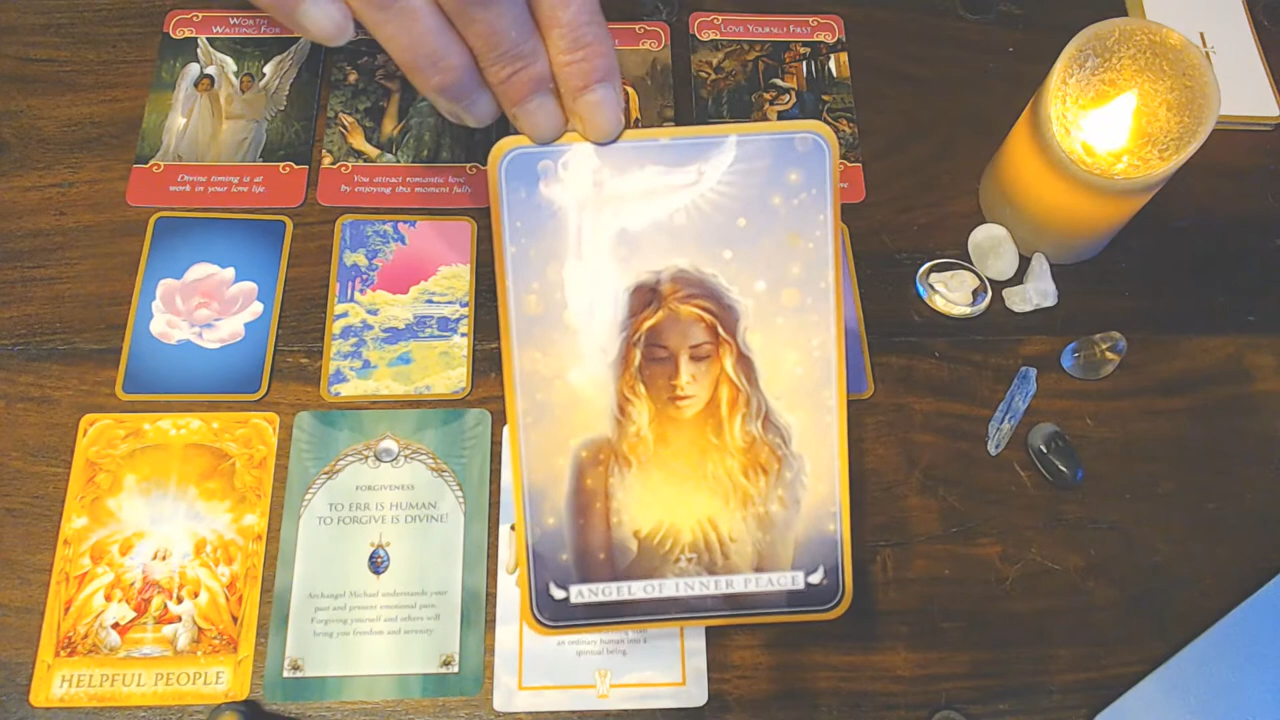 WORTH
WAITING FOR
Divine timing is at
work in your love life.
You attract romantic love
by enjoying this moment fully
LOVE YOURSELF FIRST
ANGEL OF INNER PEACE
HELPFUL PEOPLE
FORGIVENESS
TO ERR IS HUMAN,
TO FORGIVE IS DIVINE!
Archangel Michael understands your
past and present emotional pain.
Forgiving yourself and others will
bring you freedom and serenity.
an ordinary human into a
spiritual being.